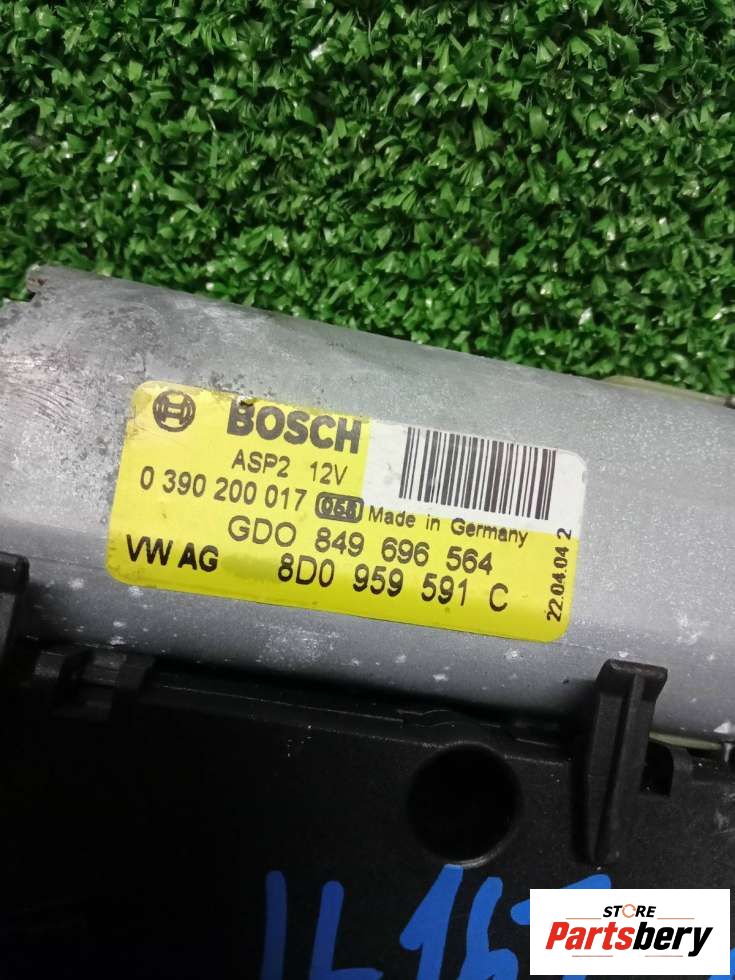 BOSCH
ASP2 12V
0 390 200 017 Made in Germany
GDO 849 696 564
VW AG 8D0 959 591 C
22.04.04 2
STORE
Partsbery